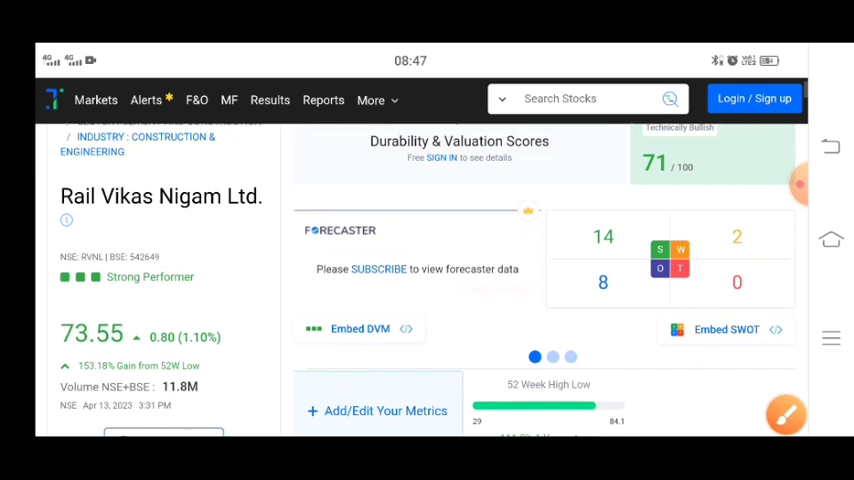 4G 4G 08:47
Markets Alerts F&O MF Results Reports More Search Stocks Login / Sign up
/ INDUSTRY : CONSTRUCTION &
ENGINEERING
Rail Vikas Nigam Ltd.
NSE: RVNL | BSE: 542649
Strong Performer
73.55 0.80 (1.10%)
153.18% Gain from 52W Low
Volume NSE+BSE : 11.8M
NSE Apr 13, 2023 3:31 PM
Durability & Valuation Scores
Free SIGN IN to see details
Technically Bullish
71 / 100
FORECASTER
Please SUBSCRIBE to view forecaster data
14 S W 2
8 O T 0
Embed DVM
Embed SWOT
+ Add/Edit Your Metrics
52 Week High Low
29 84.1